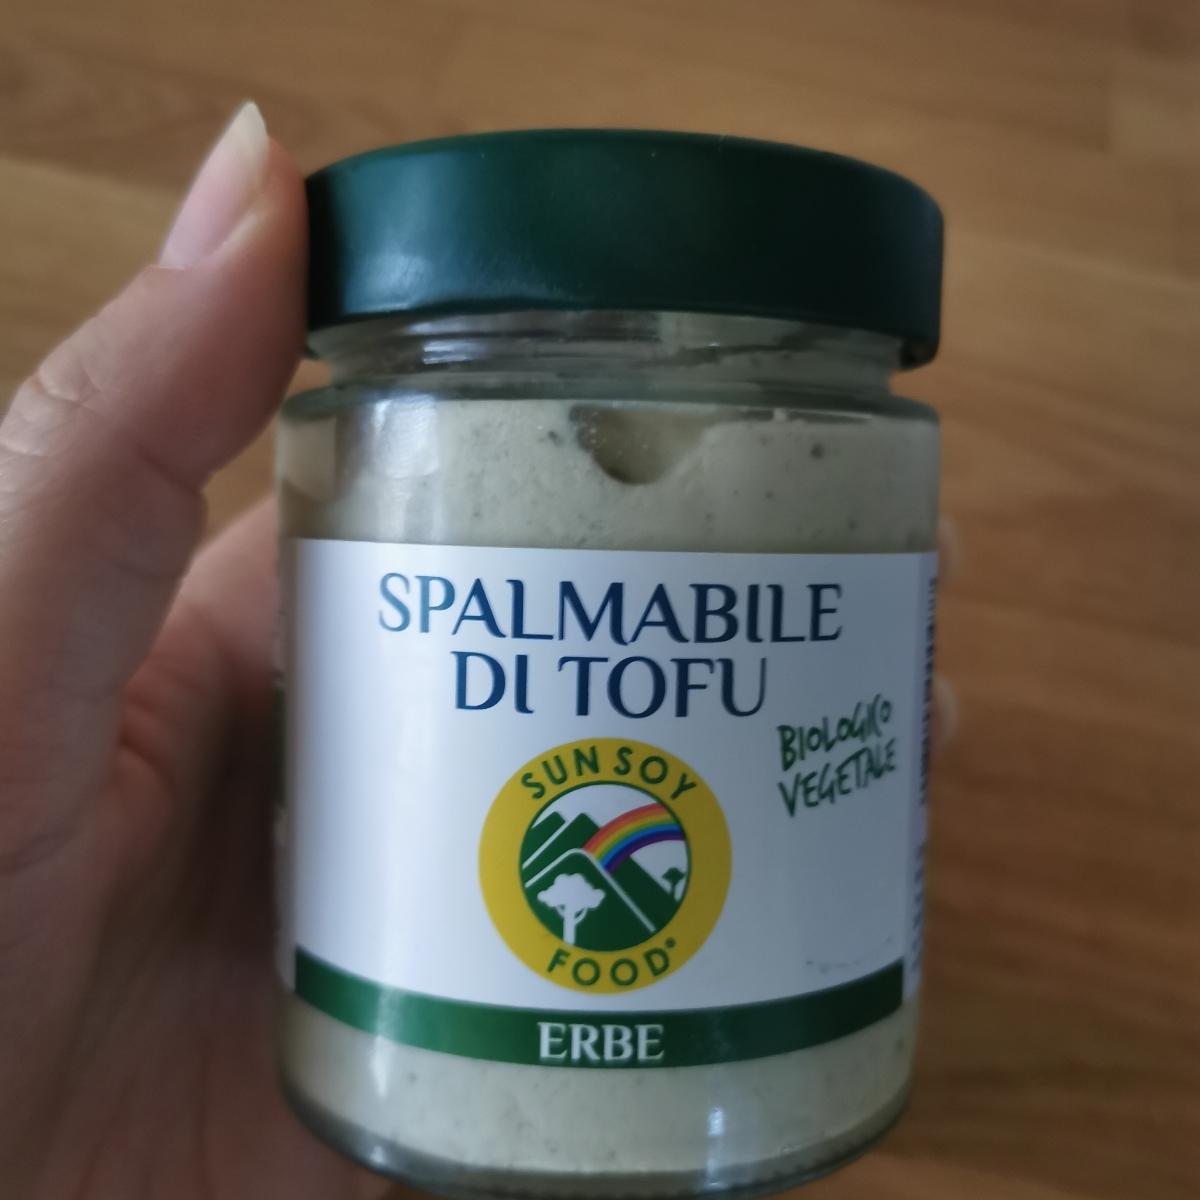 SPALMABILE
DI TOFU
BIOLOGICO
VEGETALE
SUN SOY
FOOD®
ERBE